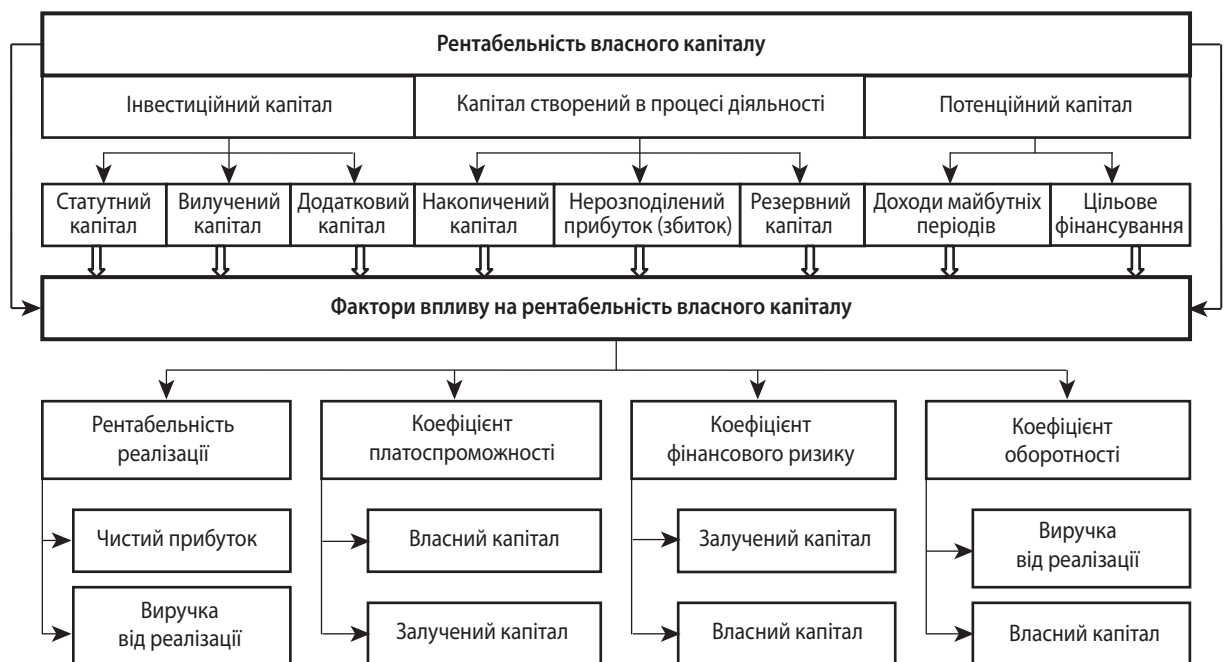 Рентабельність власного капіталу
Інвестиційний капітал
Капітал створений в процесі діяльності
Потенційний капітал
Статутний
капітал
Вилучений
капітал
Додатковий
капітал
Накопичений
капітал
Нерозподілений
прибуток (збиток)
Резервний
капітал
Доходи майбутніх
періодів
Цільове
фінансування
Фактори впливу на рентабельність власного капіталу
Рентабельність
реалізації
Коефіцієнт
платоспроможності
Коефіцієнт
фінансового ризику
Коефіцієнт
оборотності
Чистий прибуток
Власний капітал
Залучений капітал
Виручка
від реалізації
Виручка
від реалізації
Залучений капітал
Власний капітал
Власний капітал